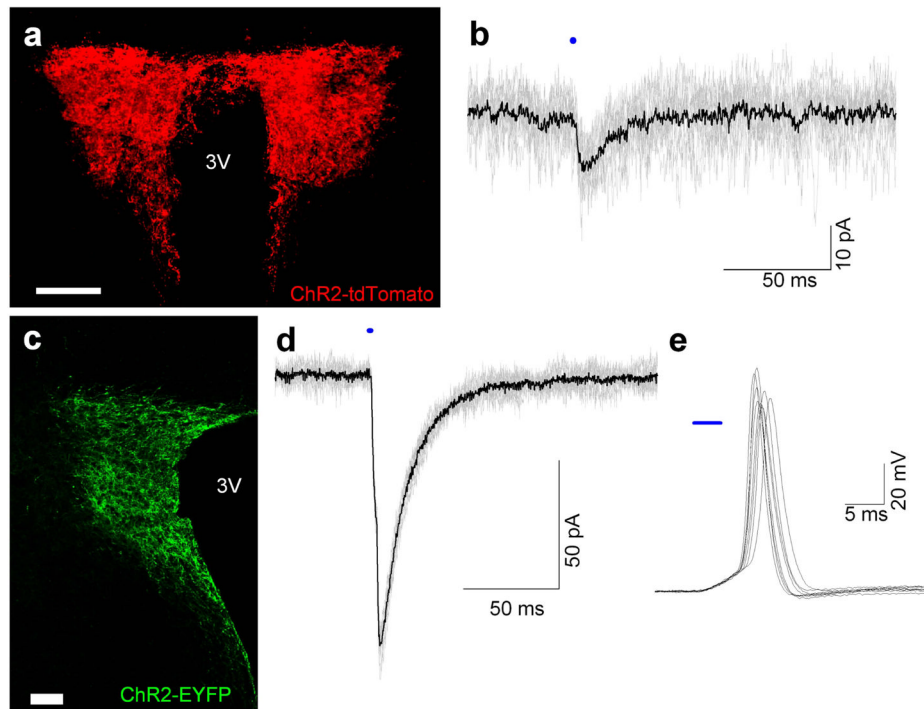 a
3V
ChR2-tdTomato
b
10 pA
50 ms
c
3V
ChR2-EYFP
d
50 pA
50 ms
e
20 mV
5 ms